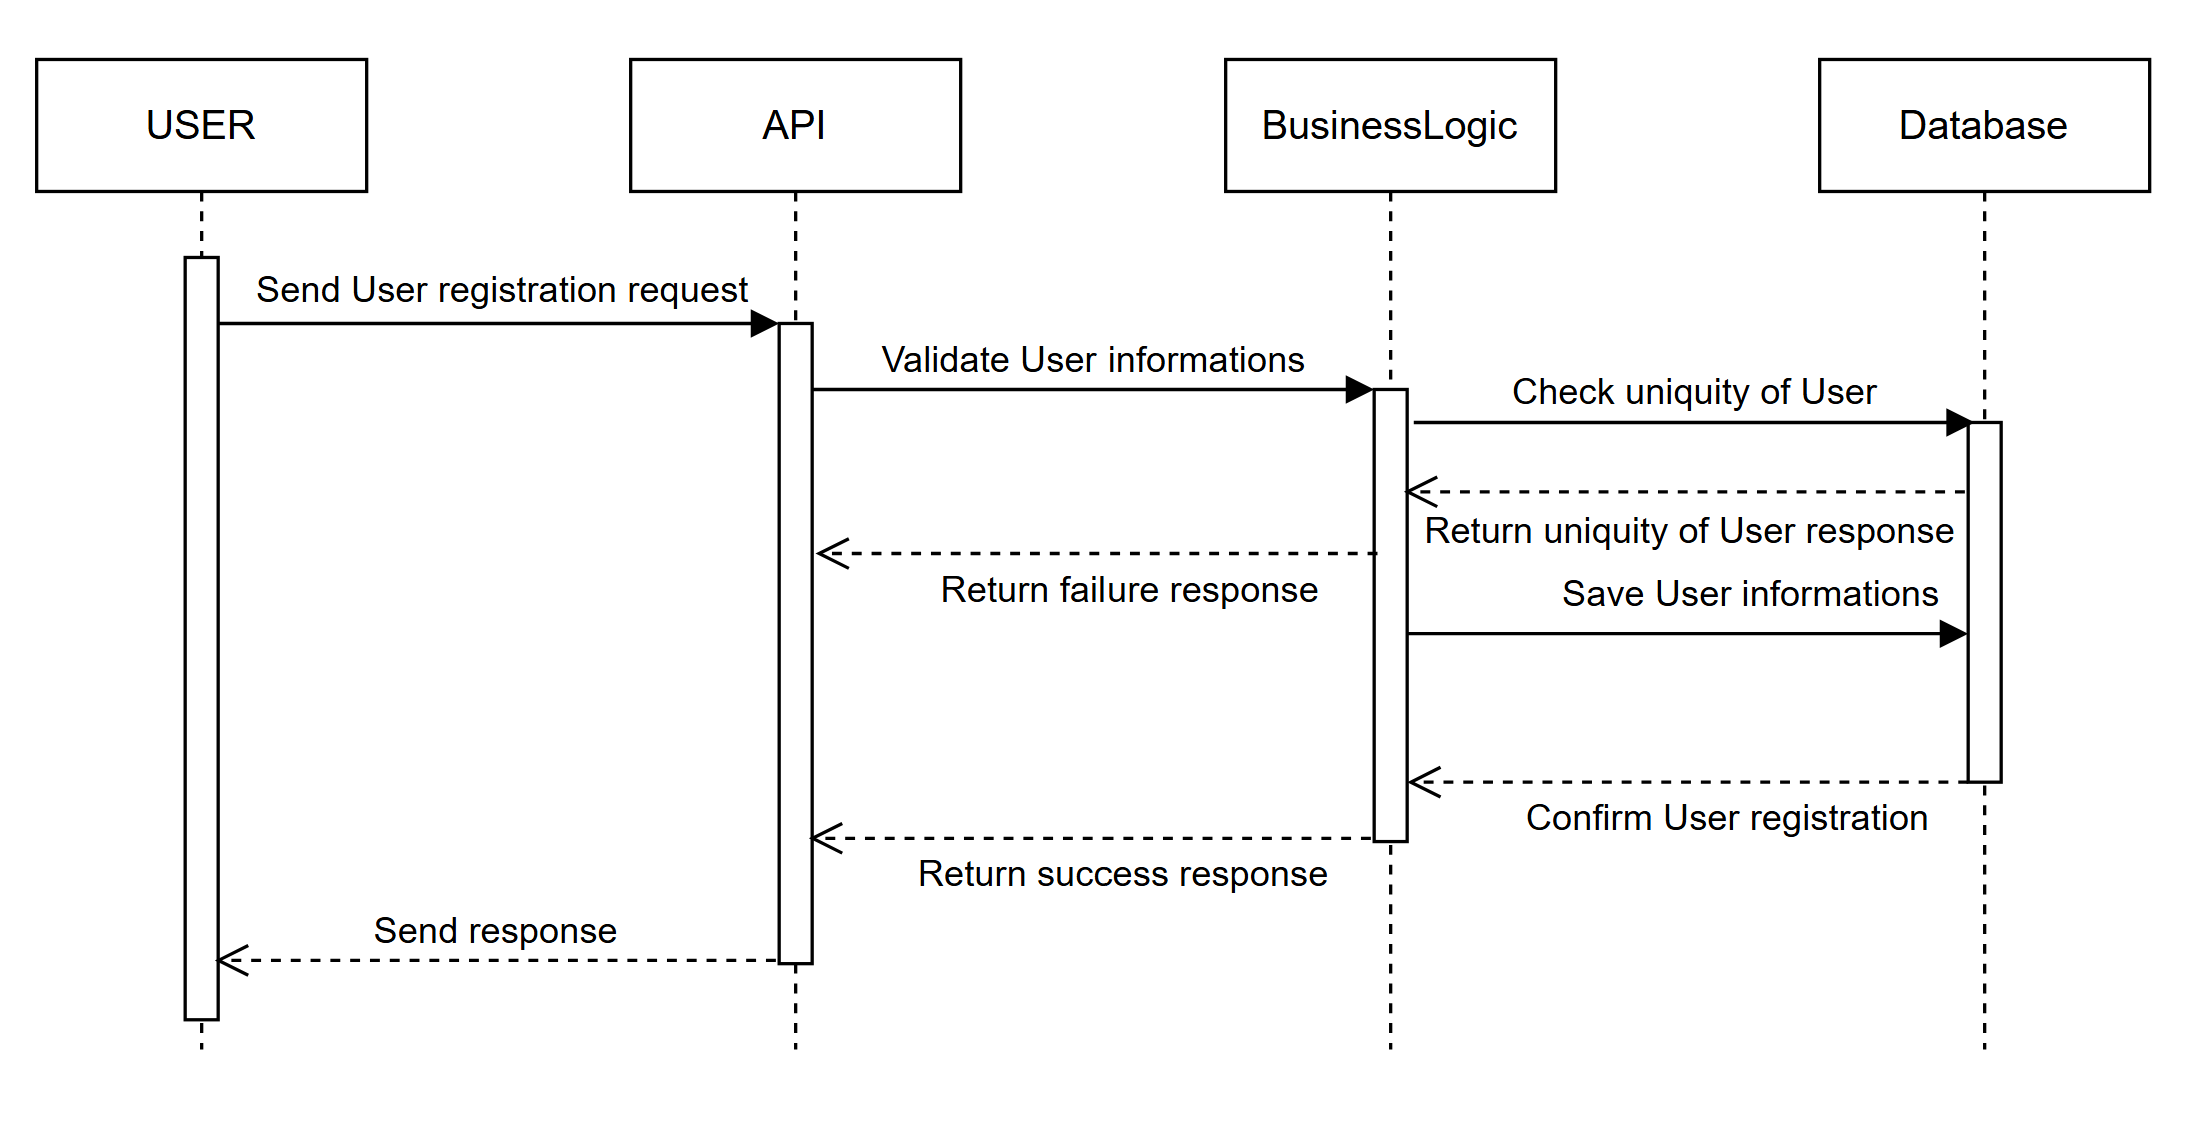 USER
API
BusinessLogic
Database
Send User registration request
Validate User informations
Check uniquity of User
Return uniquity of User response
Return failure response
Save User informations
Confirm User registration
Return success response
Send response